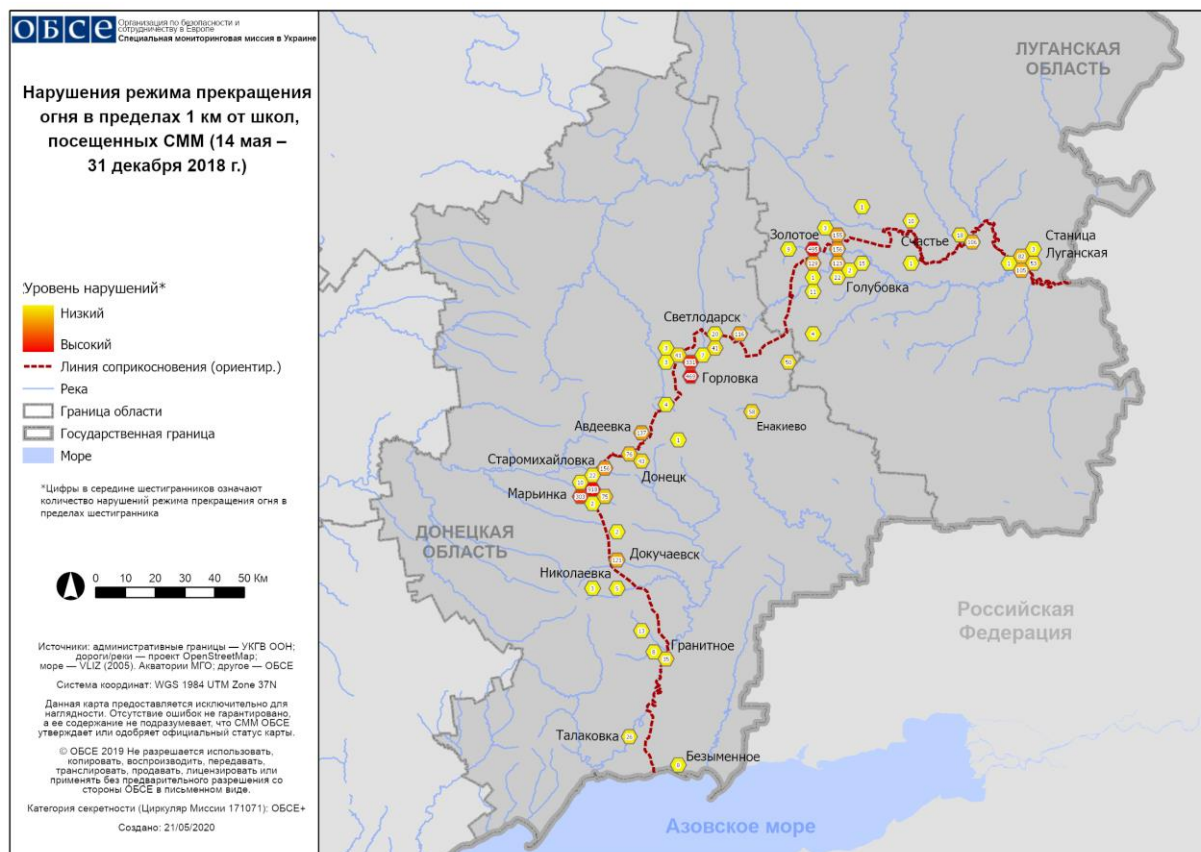 ОБСЕ
Организация по безопасности и
сотрудничеству в Европе
Специальная мониторинговая миссия в Украине
Нарушения режима прекращения
огня в пределах 1 км от школ,
посещенных СММ (14 мая –
31 декабря 2018 г.)
Уровень нарушений*
Низкий
Высокий
Линия соприкосновения (ориентир.)
Река
Граница области
Государственная граница
Море
*Цифры в середине шестигранников означают
количество нарушений режима прекращения огня в
пределах шестигранника
0 10 20 30 40 50 Км
Источники: административные границы — УКГВ ООН;
дороги/реки — проект OpenStreetMap;
море — VLIZ (2005). Акватории МГО; другое — ОБСЕ
Система координат: WGS 1984 UTM Zone 37N
Данная карта предоставляется исключительно для
наглядности. Отсутствие ошибок не гарантировано,
а ее содержание не подразумевает, что СММ ОБСЕ
утверждает или одобряет официальный статус карты.
© ОБСЕ 2019 Не разрешается использовать,
копировать, воспроизводить, передавать,
транслировать, продавать, лицензировать или
применять без предварительного разрешения со
стороны ОБСЕ в письменном виде.
Категория секретности (Циркуляр Миссии 171071): ОБСЕ+
Создано: 21/05/2020
ЛУГАНСКАЯ
ОБЛАСТЬ
Золотое
Счастье
Станица
Луганская
Голубовка
Светлодарск
Горловка
Авдеевка
Енакиево
Старомихайловка
Донецк
Марьинка
ДОНЕЦКАЯ
ОБЛАСТЬ
Докучаевск
Николаевка
Российская
Федерация
Гранитное
Талаковка
Безыменное
Азовское море